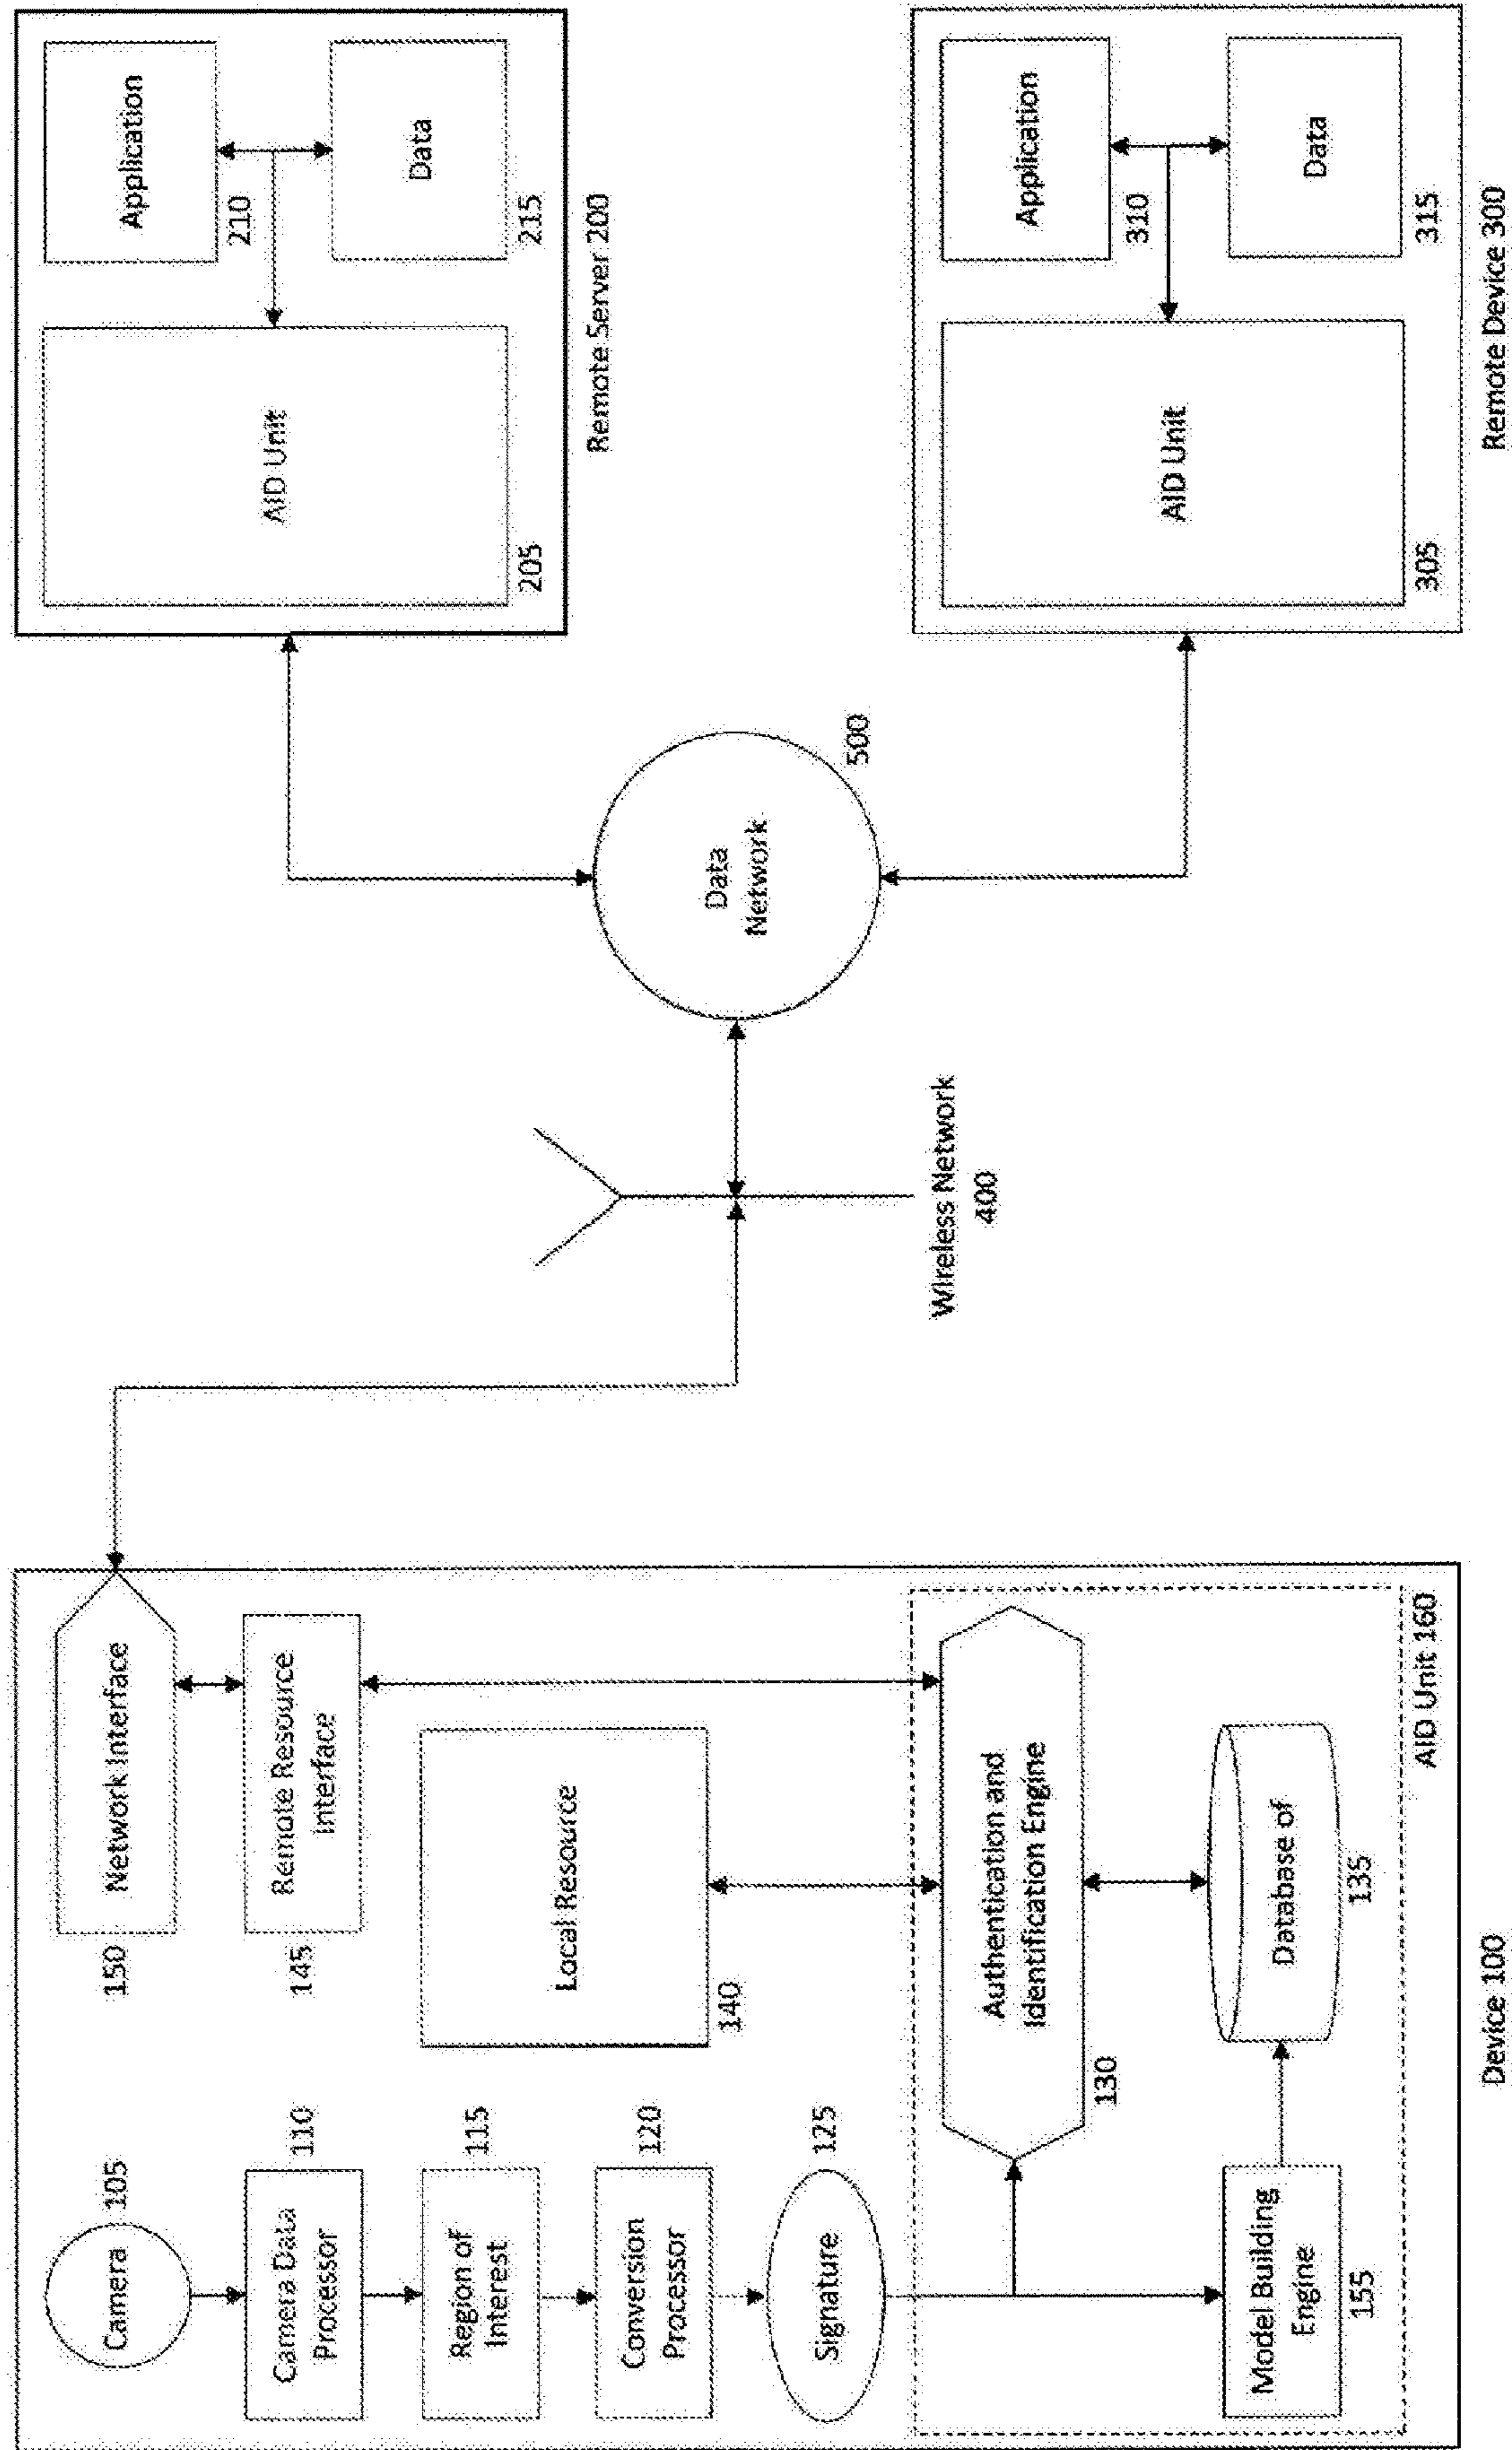 Camera
105
Camera Data
Processor
110
Region of
Interest
115
Conversion
Processor
120
Signature
125
150
Network Interface
145
Remote Resource
Interface
Local Resource
140
Authentication and
Identification Engine
130
Model Building
Engine
155
Database of
135
AID Unit 160
Device 100
Wireless Network
400
Data
Network
500
AID Unit
205
Application
210
Data
215
Remote Server 200
AID Unit
305
Application
310
Data
315
Remote Device 300